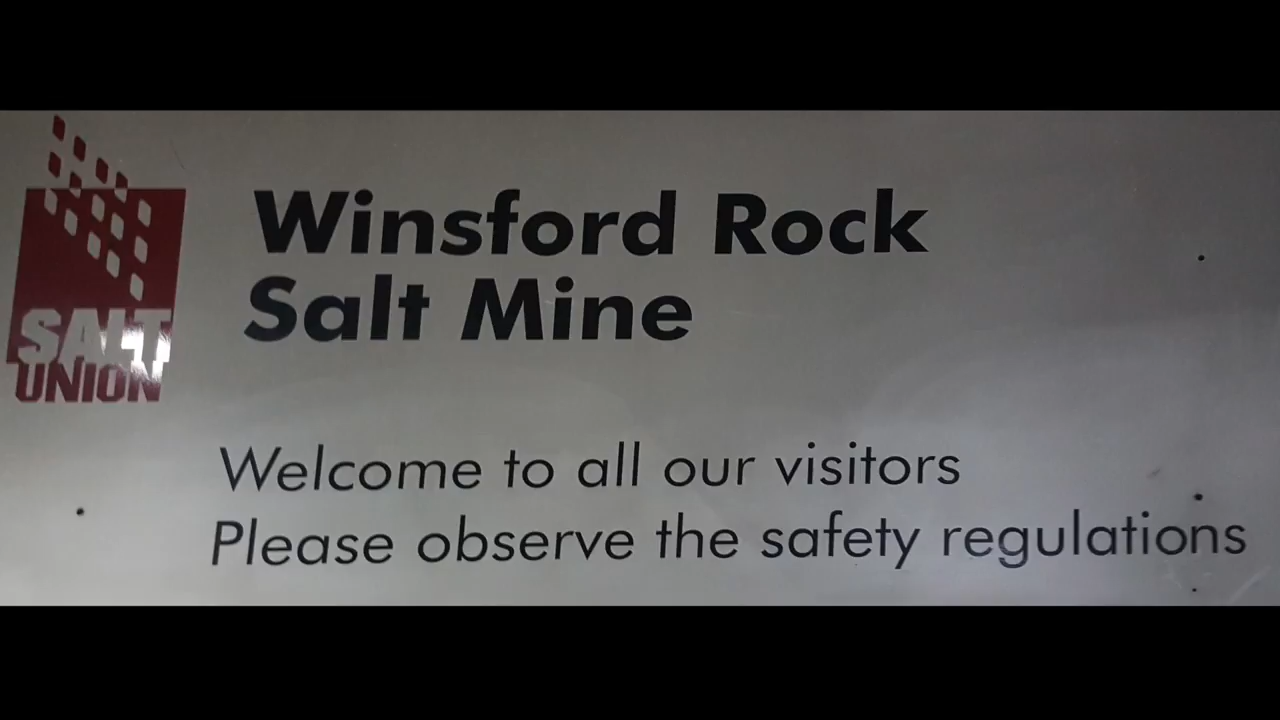 SALT
UNION
Winsford Rock
Salt Mine
Welcome to all our visitors
Please observe the safety regulations